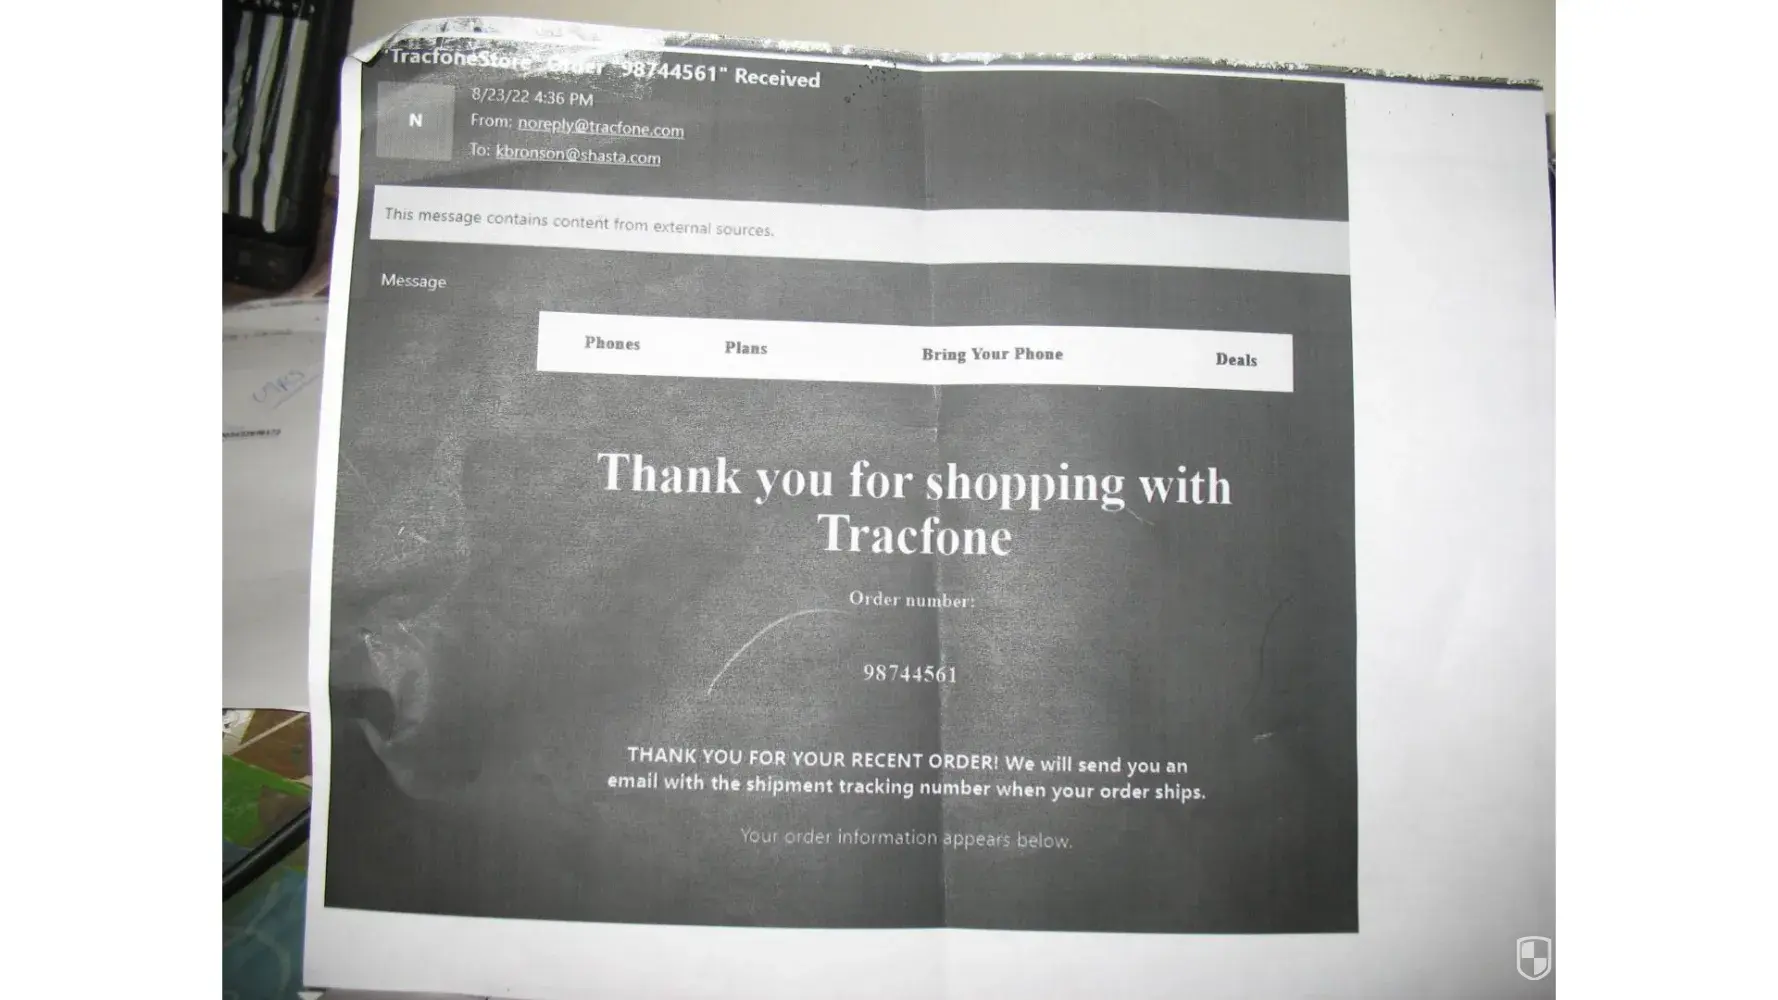 "TracfoneStore" Order "98744561" Received
8/23/22 4:36 PM
N
From: noreply@tracfone.com
To: kbronson@shasta.com
This message contains content from external sources.
Message
Phones Plans Bring Your Phone Deals
Thank you for shopping with
Tracfone
Order number:
98744561
THANK YOU FOR YOUR RECENT ORDER! We will send you an
email with the shipment tracking number when your order ships.
Your order information appears below.